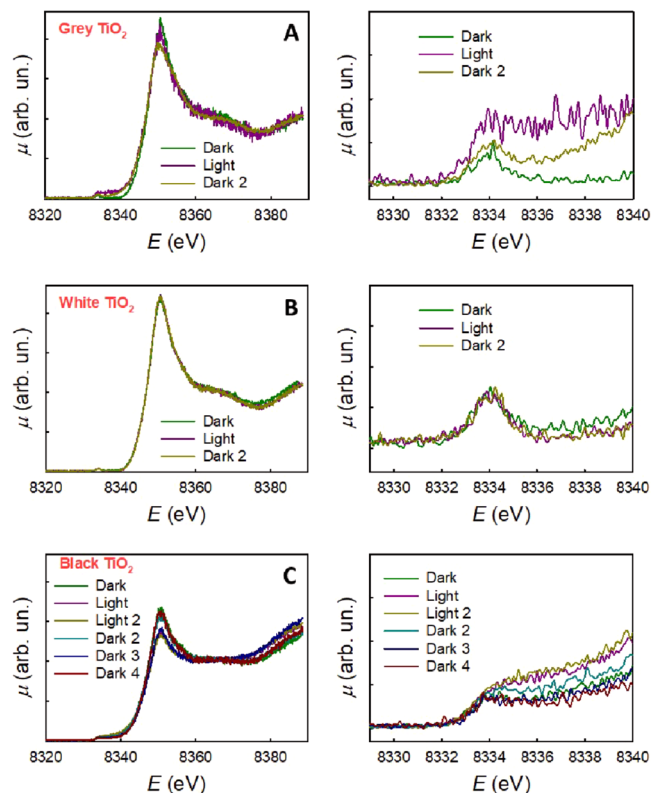 Grey TiO₂
A
Dark
Light
Dark 2
μ (arb. un.)
8320 8340 8360 8380
E (eV)
Dark
Light
Dark 2
μ (arb. un.)
8330 8332 8334 8336 8338 8340
E (eV)
White TiO₂
B
Dark
Light
Dark 2
μ (arb. un.)
8320 8340 8360 8380
E (eV)
Dark
Light
Dark 2
μ (arb. un.)
8330 8332 8334 8336 8338 8340
E (eV)
Black TiO₂
C
Dark
Light
Light 2
Dark 2
Dark 3
Dark 4
μ (arb. un.)
8320 8340 8360 8380
E (eV)
Dark
Light
Light 2
Dark 2
Dark 3
Dark 4
μ (arb. un.)
8330 8332 8334 8336 8338 8340
E (eV)